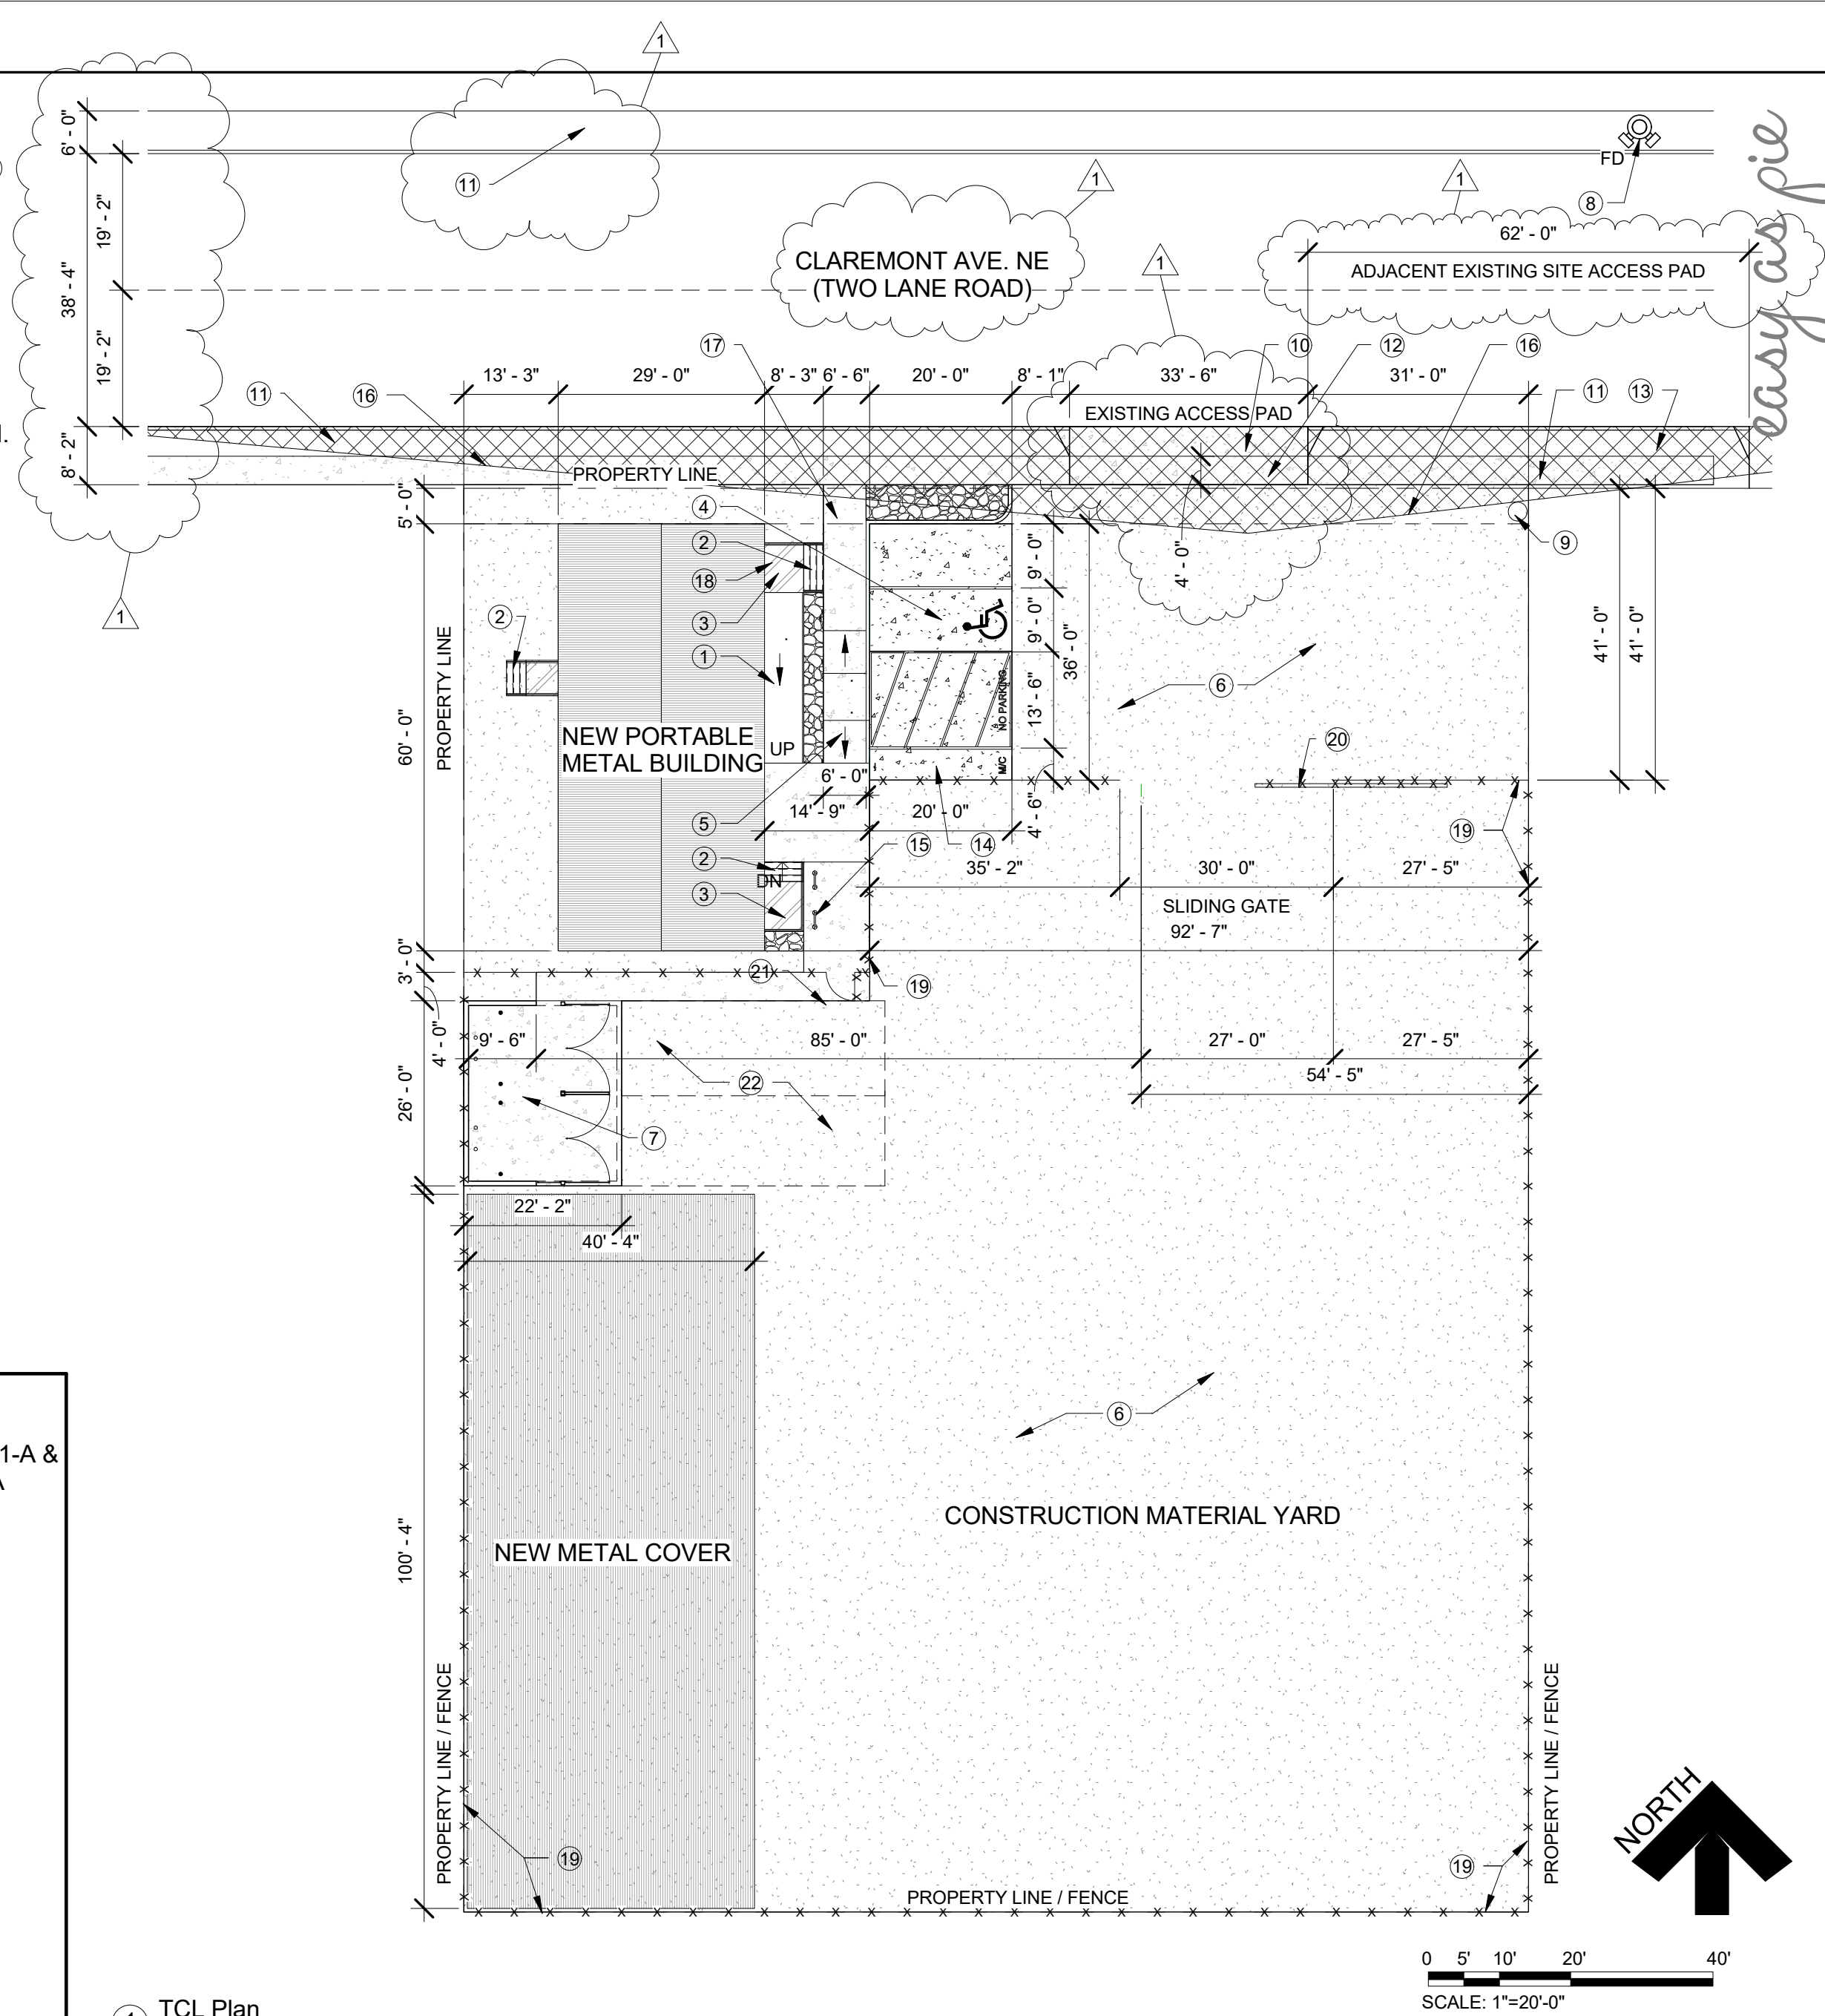 1
6' - 0"
11
FD
8
easy as pie
19' - 2"
38' - 4"
19' - 2"
8' - 2"
1
CLAREMONT AVE. NE
(TWO LANE ROAD)
1
1
62' - 0"
ADJACENT EXISTING SITE ACCESS PAD
17
10
12
16
13' - 3"
29' - 0"
8' - 3"
6' - 6"
20' - 0"
8' - 1"
33' - 6"
31' - 0"
11
16
11
13
EXISTING ACCESS PAD
PROPERTY LINE
5' - 0"
4
2
18
3
1
2
9
9' - 0"
4' - 0"
9' - 0"
36' - 0"
13' - 6"
NO PARKING
M/C
4' - 6"
41' - 0"
41' - 0"
6
1
PROPERTY LINE
60' - 0"
NEW PORTABLE
METAL BUILDING
UP
20
6' - 0"
14' - 9"
20' - 0"
5
15
14
19
2
DN
3
35' - 2"
30' - 0"
27' - 5"
SLIDING GATE
92' - 7"
3' - 0"
21
19
4' - 0"
9' - 6"
85' - 0"
27' - 0"
27' - 5"
54' - 5"
22
26' - 0"
7
22' - 2"
40' - 4"
6
1-A &
CONSTRUCTION MATERIAL YARD
NEW METAL COVER
100' - 4"
PROPERTY LINE / FENCE
PROPERTY LINE / FENCE
NORTH
19
19
PROPERTY LINE / FENCE
0 5' 10' 20' 40'
SCALE: 1"=20'-0"
TCL Plan